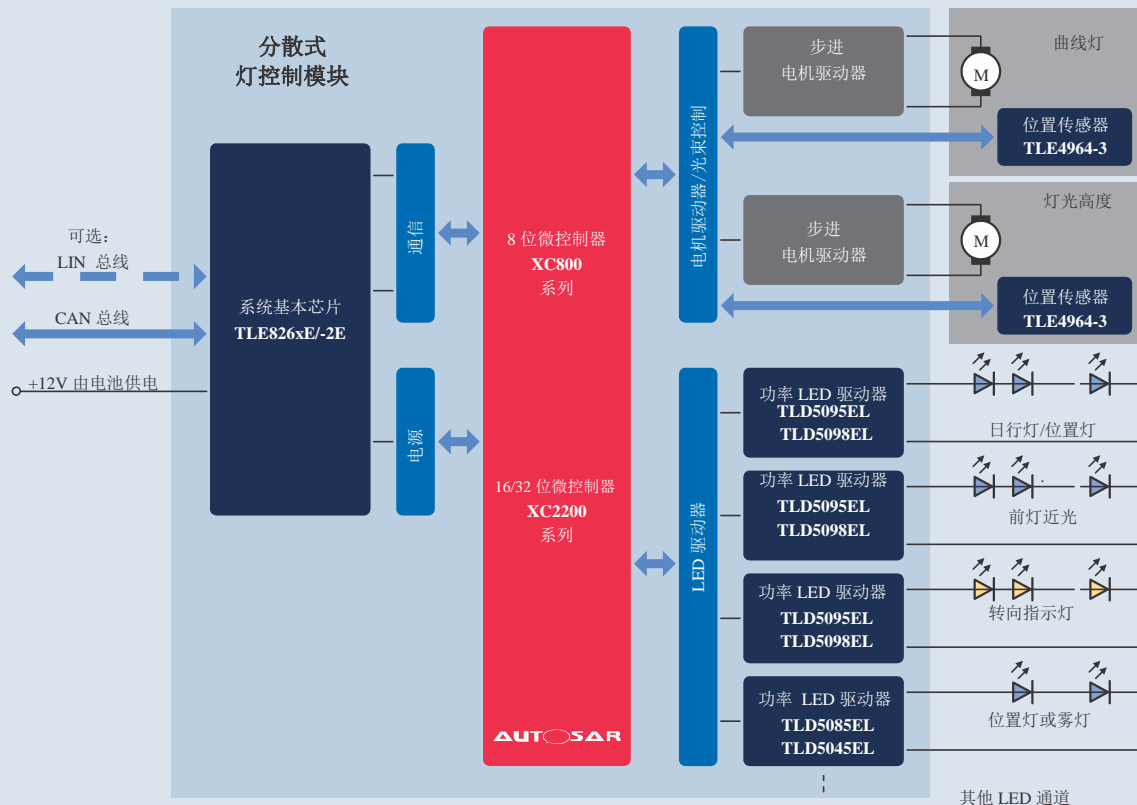 分散式
灯控制模块
可选:
LIN 总线
CAN 总线
+12V 由电池供电
系统基本芯片
TLE826xE/-2E
通信
电源
8 位微控制器
XC800
系列
16/32 位微控制器
XC2200
系列
AUTOSAR
电机驱动器/光束控制
LED 驱动器
步进
电机驱动器
步进
电机驱动器
曲线灯
M
位置传感器
TLE4964-3
灯光高度
M
位置传感器
TLE4964-3
功率 LED 驱动器
TLD5095EL
TLD5098EL
日行灯/位置灯
功率 LED 驱动器
TLD5095EL
TLD5098EL
前灯近光
功率 LED 驱动器
TLD5095EL
TLD5098EL
转向指示灯
功率 LED 驱动器
TLD5085EL
TLD5045EL
位置灯或雾灯
其他 LED 通道